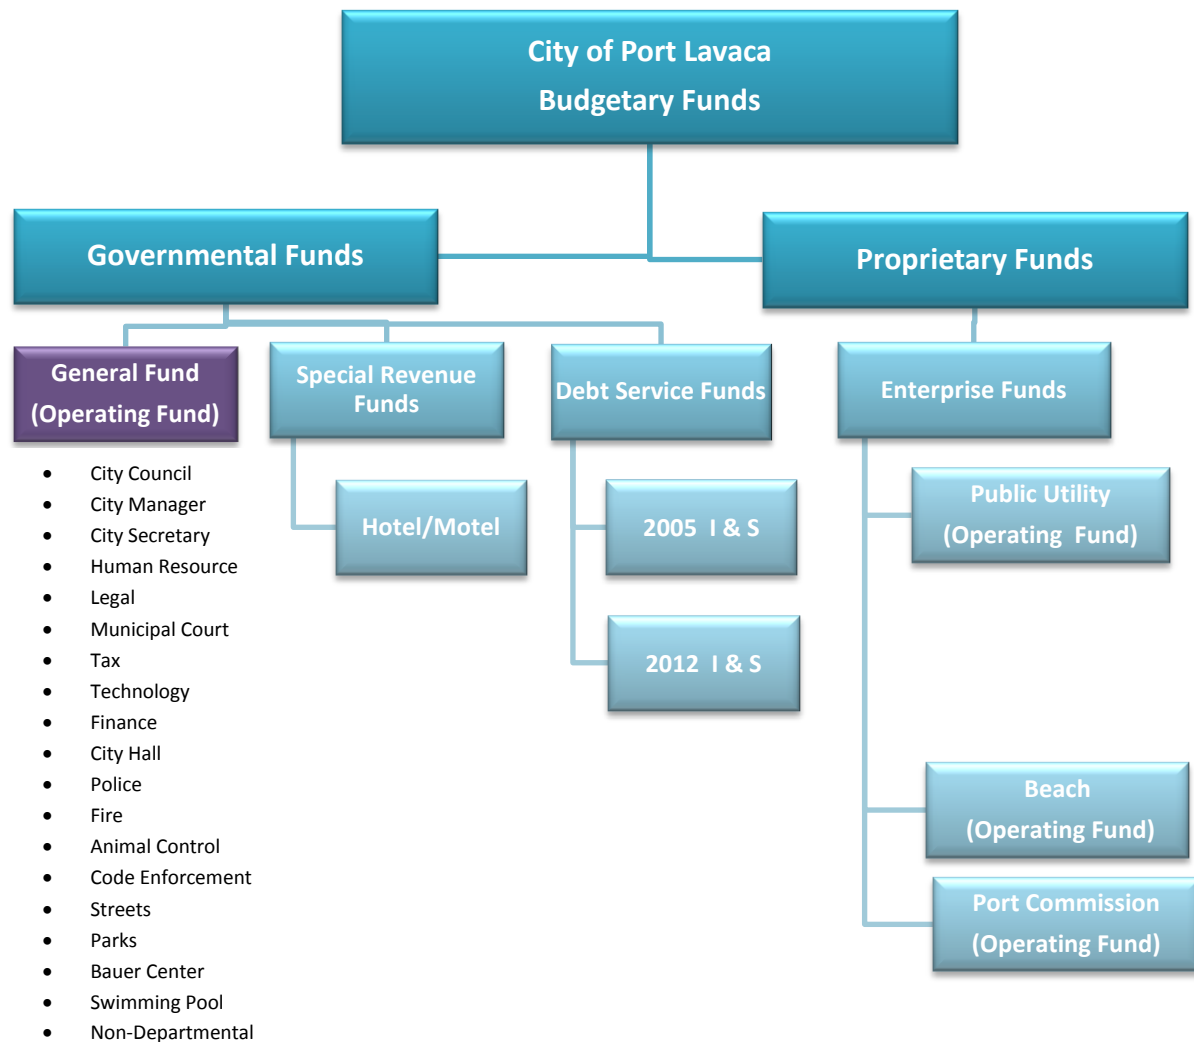 City of Port Lavaca
Budgetary Funds
Governmental Funds
Proprietary Funds
General Fund
(Operating Fund)
Special Revenue
Funds
Debt Service Funds
Enterprise Funds
• City Council
• City Manager
• City Secretary
• Human Resource
• Legal
• Municipal Court
• Tax
• Technology
• Finance
• City Hall
• Police
• Fire
• Animal Control
• Code Enforcement
• Streets
• Parks
• Bauer Center
• Swimming Pool
• Non-Departmental
Hotel/Motel
2005 I & S
2012 I & S
Public Utility
(Operating Fund)
Beach
(Operating Fund)
Port Commission
(Operating Fund)